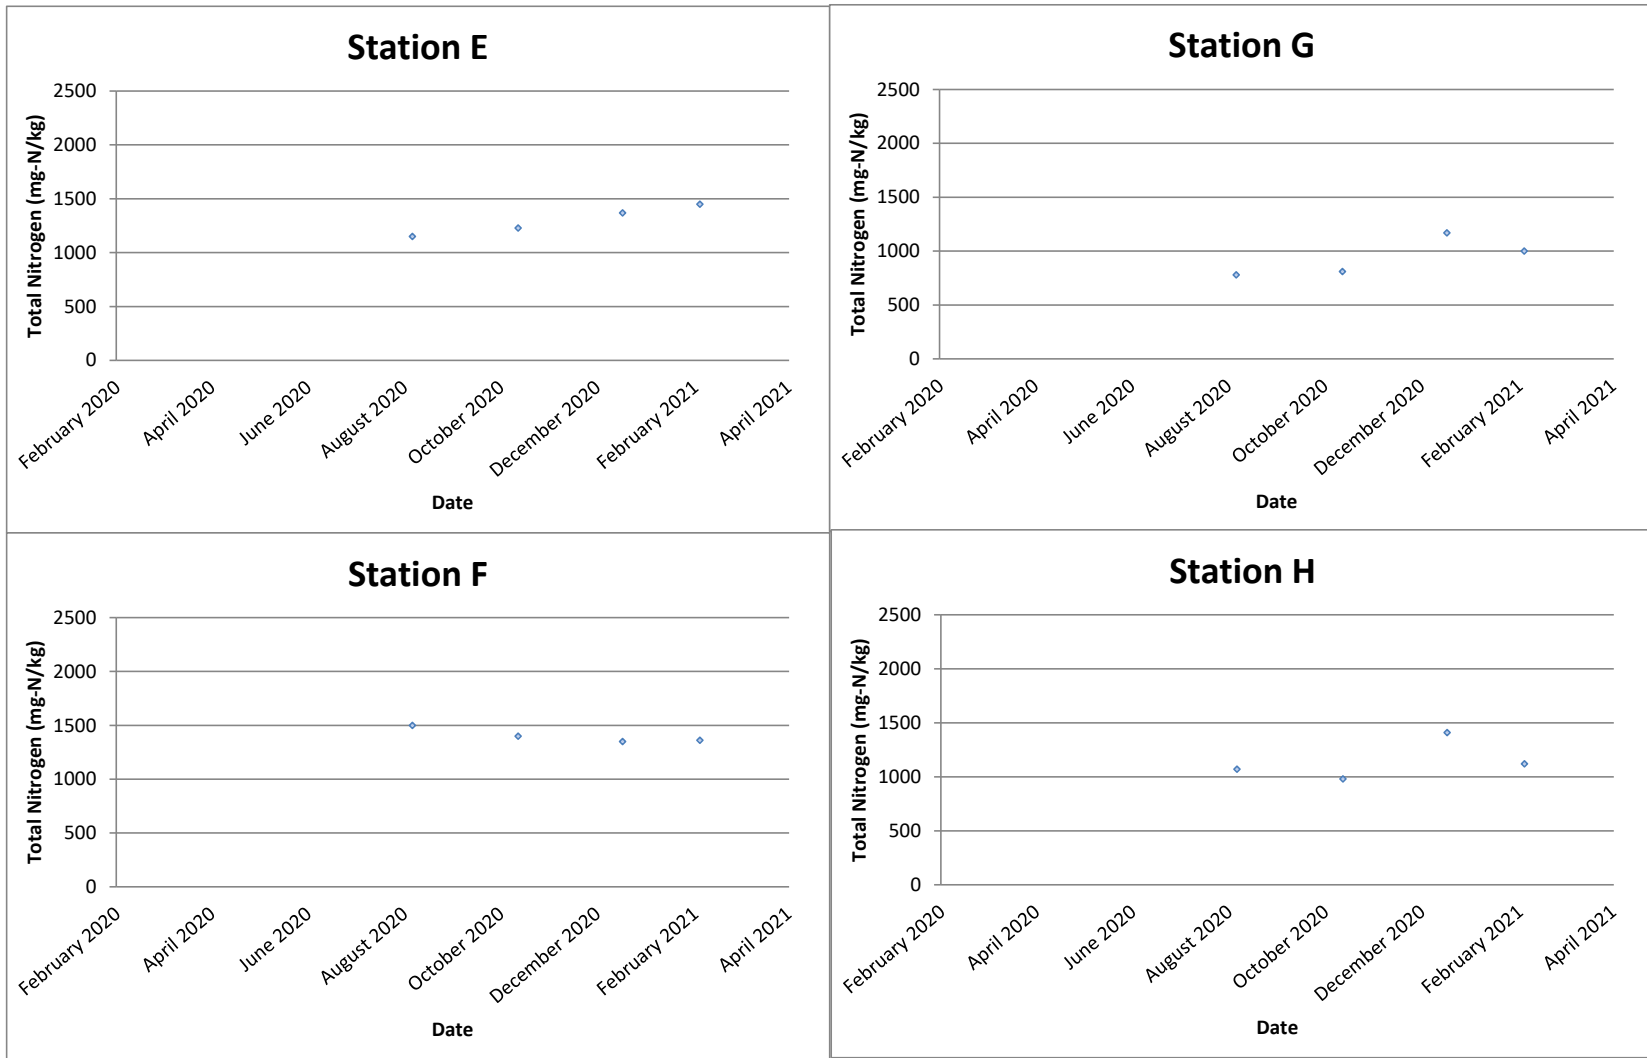 Station E
Total Nitrogen (mg-N/kg)
2500
2000
1500
1000
500
0
February 2020
April 2020
June 2020
August 2020
October 2020
December 2020
February 2021
April 2021
Date
Station G
Total Nitrogen (mg-N/kg)
2500
2000
1500
1000
500
0
February 2020
April 2020
June 2020
August 2020
October 2020
December 2020
February 2021
April 2021
Date
Station F
Total Nitrogen (mg-N/kg)
2500
2000
1500
1000
500
0
February 2020
April 2020
June 2020
August 2020
October 2020
December 2020
February 2021
April 2021
Date
Station H
Total Nitrogen (mg-N/kg)
2500
2000
1500
1000
500
0
February 2020
April 2020
June 2020
August 2020
October 2020
December 2020
February 2021
April 2021
Date